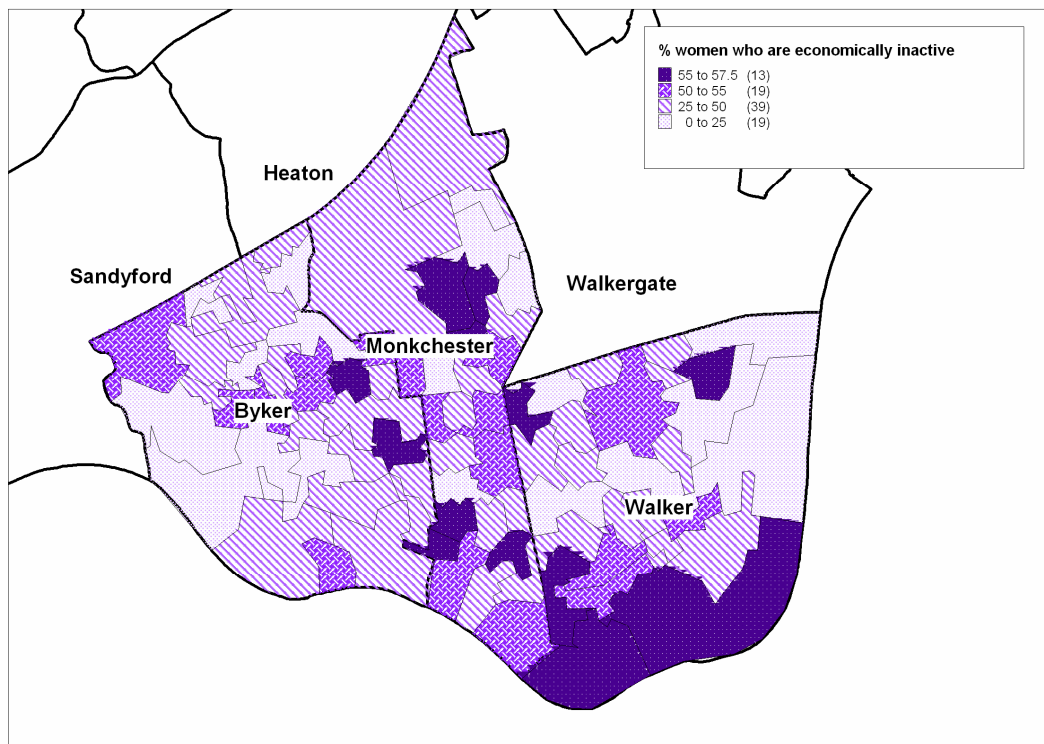 % women who are economically inactive
55 to 57.5 (13)
50 to 55 (19)
25 to 50 (39)
0 to 25 (19)
Heaton
Sandyford
Walkergate
Monkchester
Byker
Walker